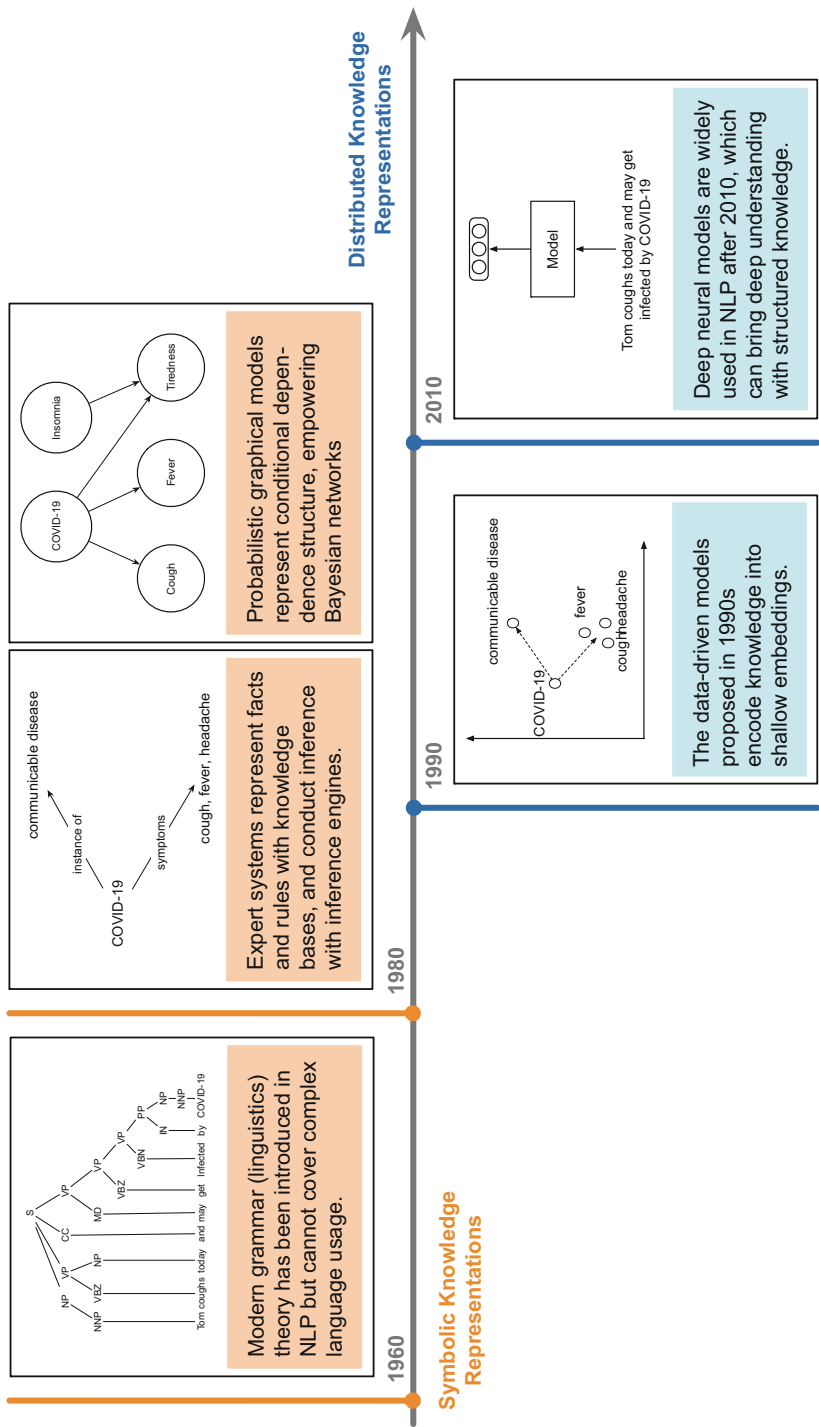 S
NP
VP
CC
VP
NNP
VBZ
NP
MD
VP
VBZ
VP
VBN
PP
IN
NP
NNP
Tom coughs today and may get Infected by COVID-19
Modern grammar (linguistics)
theory has been introduced in
NLP but cannot cover complex
language usage.
1960
Symbolic Knowledge
Representations
communicable disease
instance of
COVID-19
symptoms
cough, fever, headache
Expert systems represent facts
and rules with knowledge
bases, and conduct inference
with inference engines.
1980
COVID-19
Insomnia
Cough
Fever
Tiredness
Probabilistic graphical models
represent conditional depen-
dence structure, empowering
Bayesian networks
Distributed Knowledge
Representations
1990
communicable disease
COVID-19
fever
cough
headache
The data-driven models
proposed in 1990s
encode knowledge into
shallow embeddings.
2010
Model
Tom coughs today and may get
infected by COVID-19
Deep neural models are widely
used in NLP after 2010, which
can bring deep understanding
with structured knowledge.